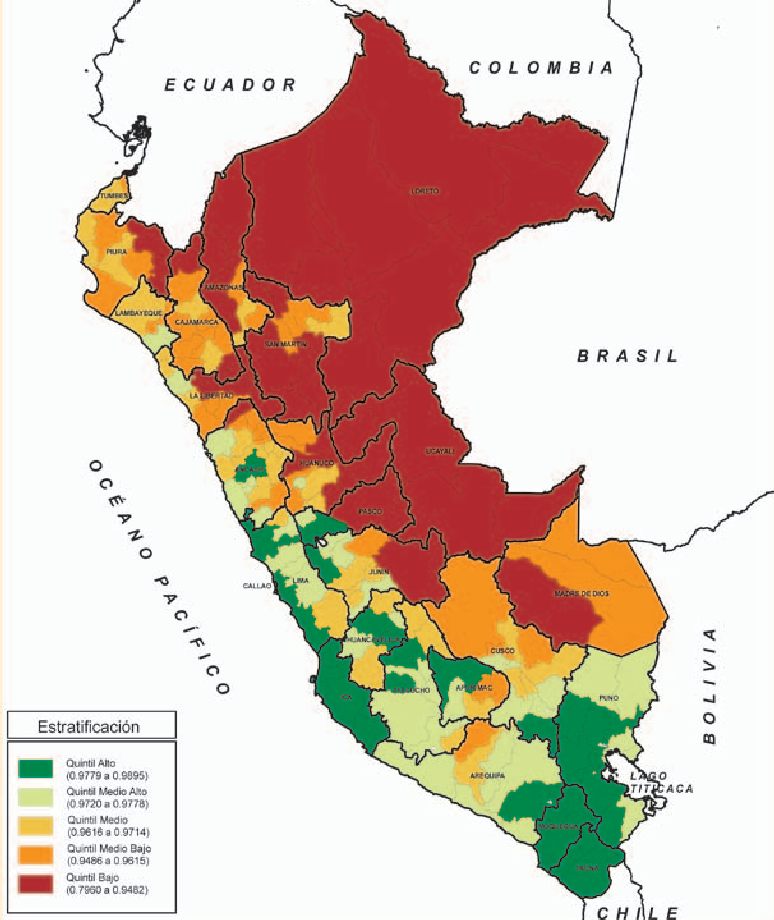 COLOMBIA
ECUADOR
LORETO
TUMBES
PIURA
AMAZONAS
LAMBAYEQUE
CAJAMARCA
SAN MARTIN
BRASIL
LA LIBERTAD
UCAYALI
HUANUCO
OCÉANO PACÍFICO
PASCO
JUNIN
LIMA
CALLAO
MADRE DE DIOS
HUANCAVELICA
CUSCO
BOLIVIA
ICA
APURIMAC
PUNO
AREQUIPA
LAGO
TITICACA
MOQUEGUA
TACNA
CHILE
Estratificación
Quintil Alto
(0.9779 a 0.9895)
Quintil Medio Alto
(0.9720 a 0.9778)
Quintil Medio
(0.9616 a 0.9714)
Quintil Medio Bajo
(0.9486 a 0.9615)
Quintil Bajo
(0.7960 a 0.9482)